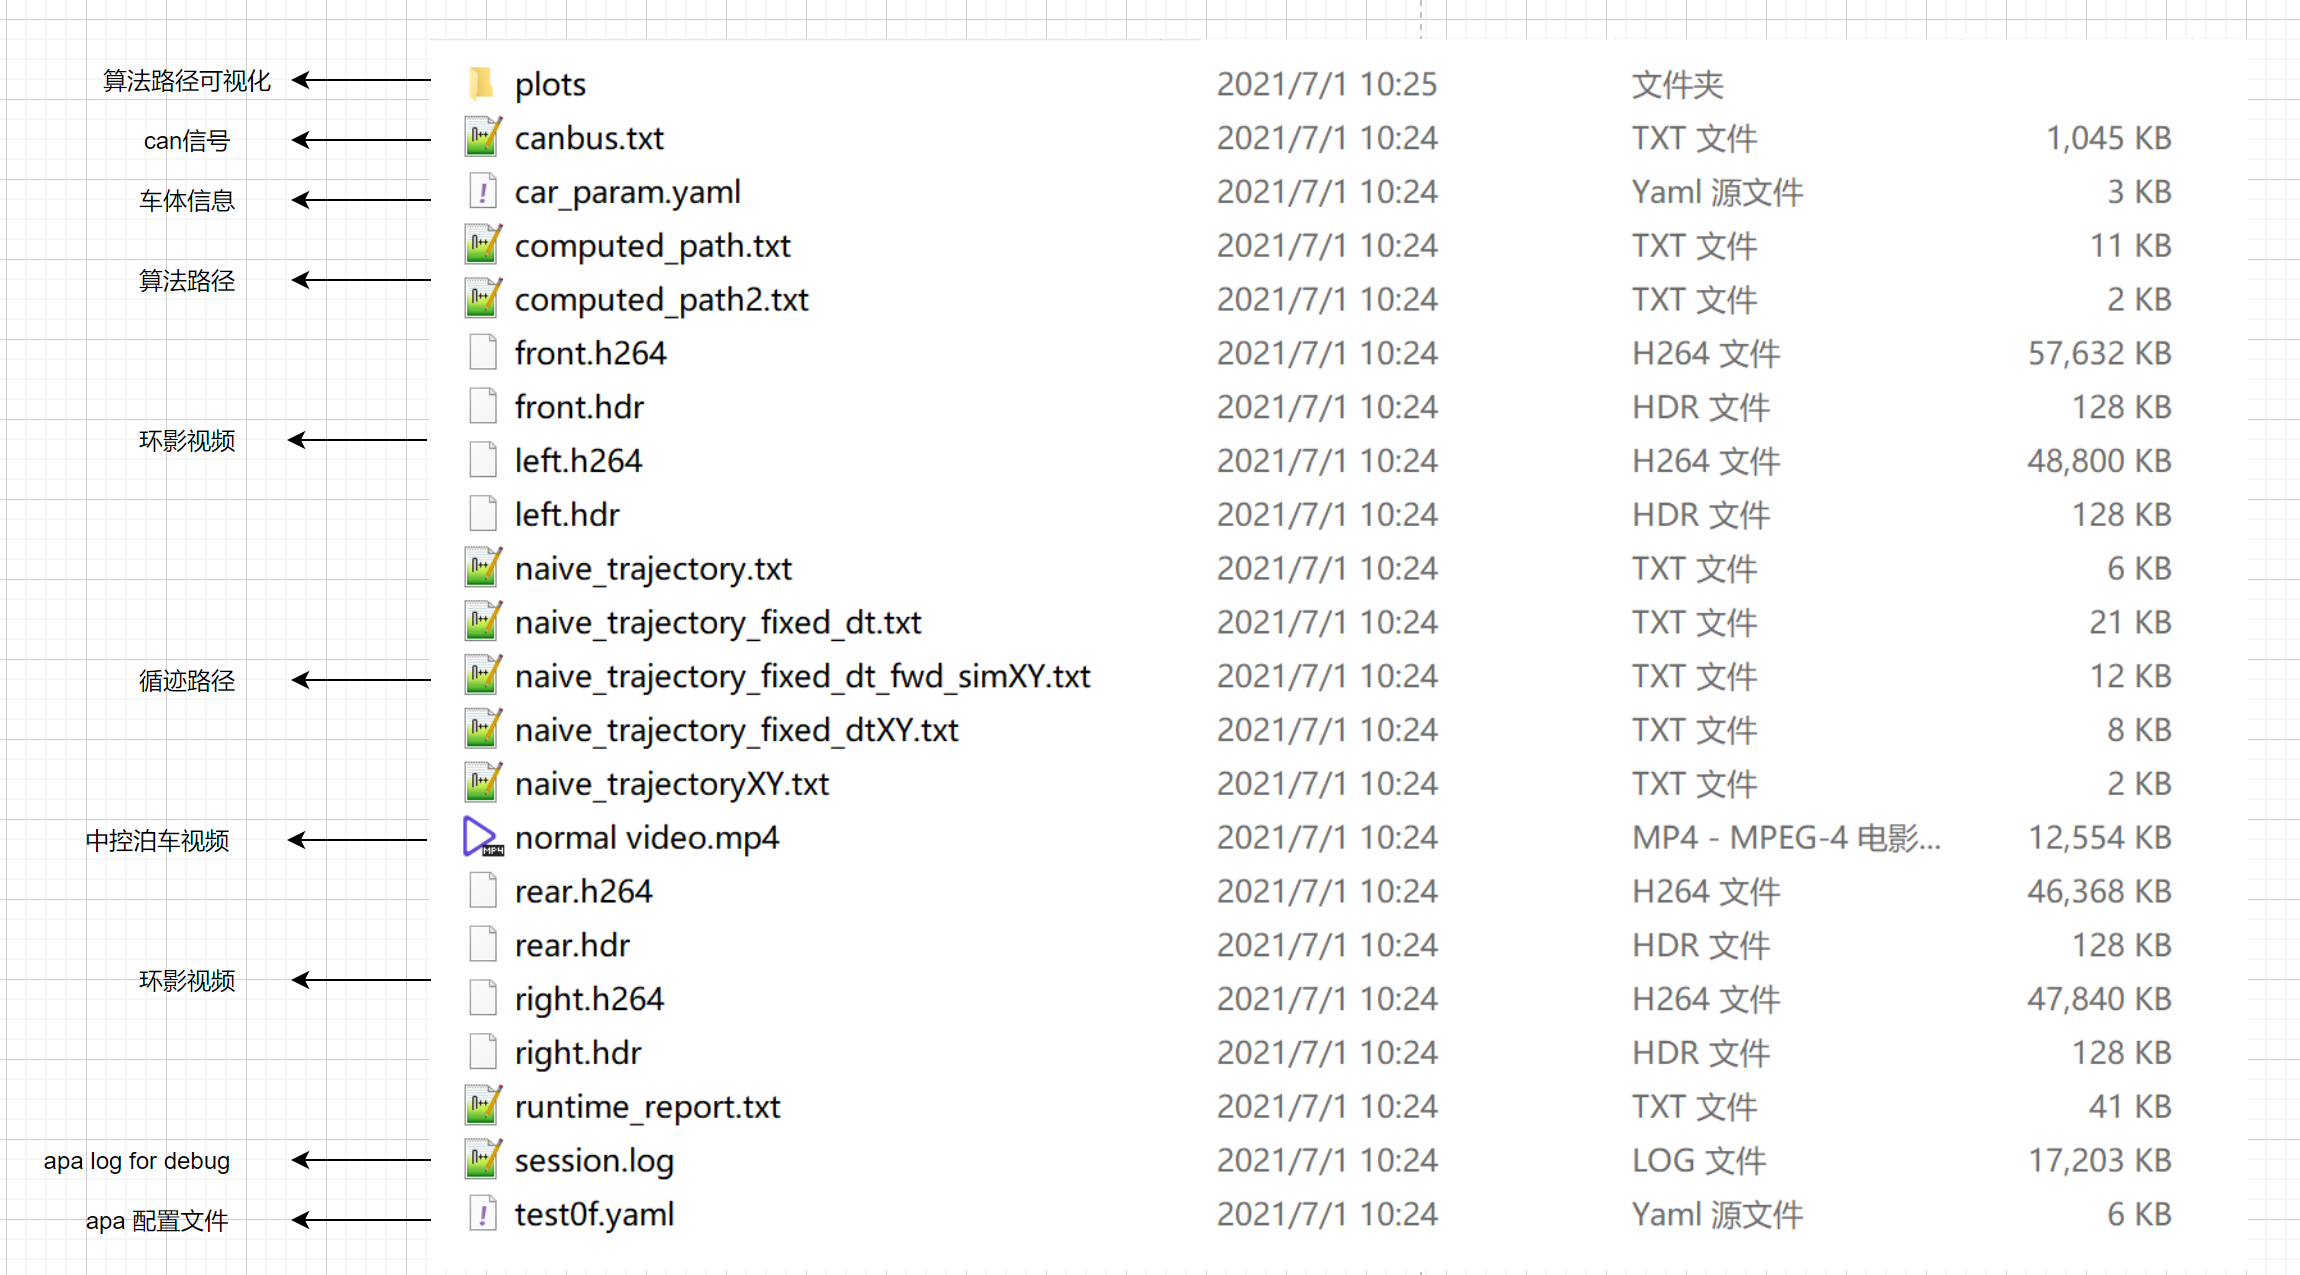 算法路径可视化 plots 2021/7/1 10:25 文件夹
can信号 canbus.txt 2021/7/1 10:24 TXT 文件 1,045 KB
车体信息 car_param.yaml 2021/7/1 10:24 Yaml 源文件 3 KB
computed_path.txt 2021/7/1 10:24 TXT 文件 11 KB
算法路径
computed_path2.txt 2021/7/1 10:24 TXT 文件 2 KB
front.h264 2021/7/1 10:24 H264 文件 57,632 KB
front.hdr 2021/7/1 10:24 HDR 文件 128 KB
环影视频
left.h264 2021/7/1 10:24 H264 文件 48,800 KB
left.hdr 2021/7/1 10:24 HDR 文件 128 KB
naive_trajectory.txt 2021/7/1 10:24 TXT 文件 6 KB
naive_trajectory_fixed_dt.txt 2021/7/1 10:24 TXT 文件 21 KB
循迹路径 naive_trajectory_fixed_dt_fwd_simXY.txt 2021/7/1 10:24 TXT 文件 12 KB
naive_trajectory_fixed_dtXY.txt 2021/7/1 10:24 TXT 文件 8 KB
naive_trajectoryXY.txt 2021/7/1 10:24 TXT 文件 2 KB
中控泊车视频 normal video.mp4 2021/7/1 10:24 MP4 - MPEG-4 电影... 12,554 KB
rear.h264 2021/7/1 10:24 H264 文件 46,368 KB
rear.hdr 2021/7/1 10:24 HDR 文件 128 KB
环影视频
right.h264 2021/7/1 10:24 H264 文件 47,840 KB
right.hdr 2021/7/1 10:24 HDR 文件 128 KB
runtime_report.txt 2021/7/1 10:24 TXT 文件 41 KB
apa log for debug session.log 2021/7/1 10:24 LOG 文件 17,203 KB
apa 配置文件 test0f.yaml 2021/7/1 10:24 Yaml 源文件 6 KB